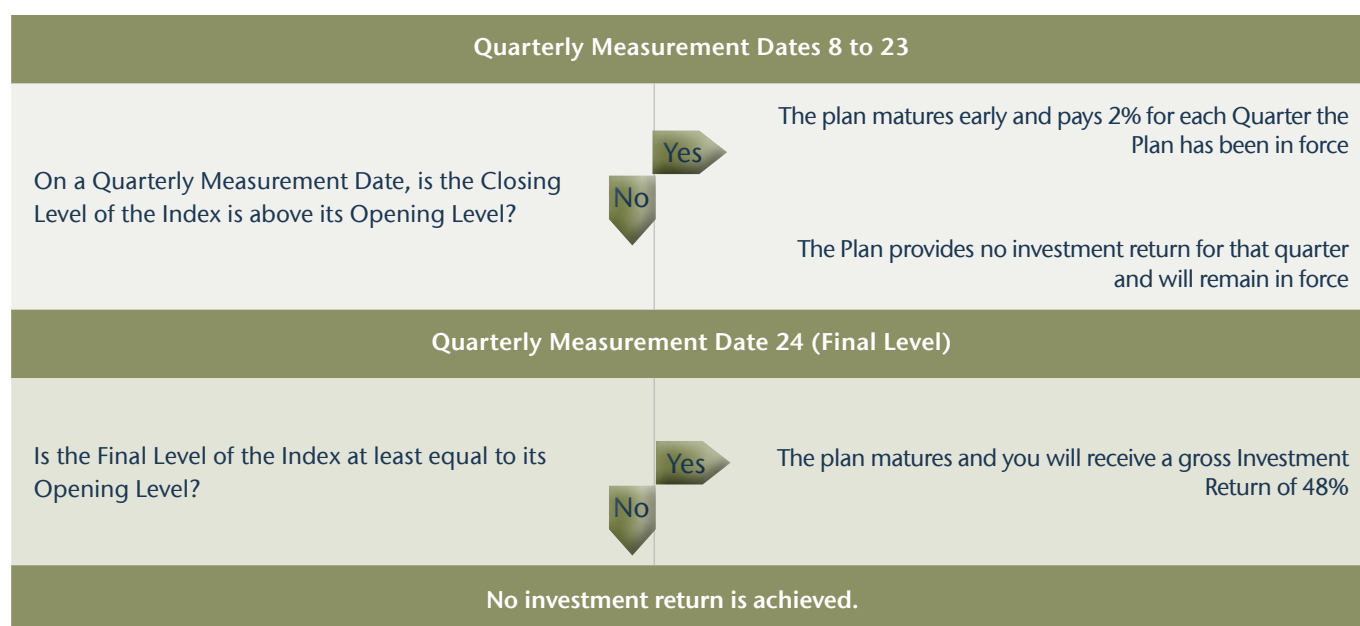 Quarterly Measurement Dates 8 to 23
On a Quarterly Measurement Date, is the Closing
Level of the Index is above its Opening Level?
Yes
No
The plan matures early and pays 2% for each Quarter the
Plan has been in force
The Plan provides no investment return for that quarter
and will remain in force
Quarterly Measurement Date 24 (Final Level)
Is the Final Level of the Index at least equal to its
Opening Level?
Yes
No
The plan matures and you will receive a gross Investment
Return of 48%
No investment return is achieved.